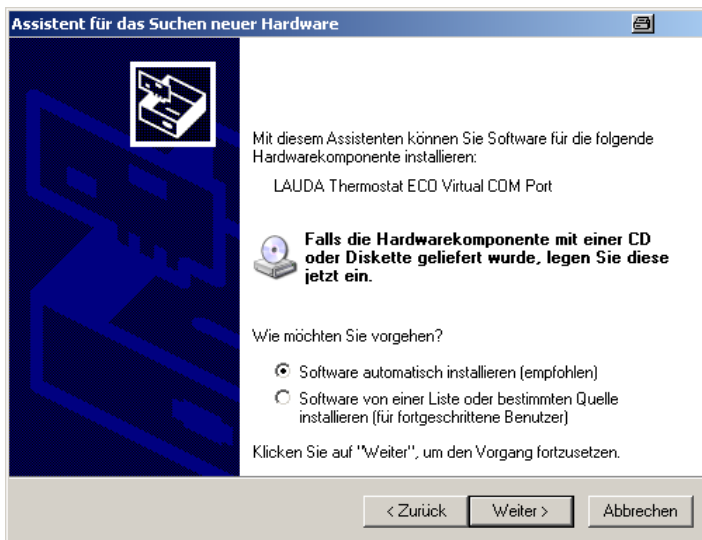 Assistent für das Suchen neuer Hardware
Mit diesem Assistenten können Sie Software für die folgende
Hardwarekomponente installieren:
LAUDA Thermostat ECO Virtual COM Port
Falls die Hardwarekomponente mit einer CD
oder Diskette geliefert wurde, legen Sie diese
jetzt ein.
Wie möchten Sie vorgehen?
Software automatisch installieren (empfohlen)
Software von einer Liste oder bestimmten Quelle
installieren (für fortgeschrittene Benutzer)
Klicken Sie auf "Weiter", um den Vorgang fortzusetzen.
< Zurück Weiter > Abbrechen